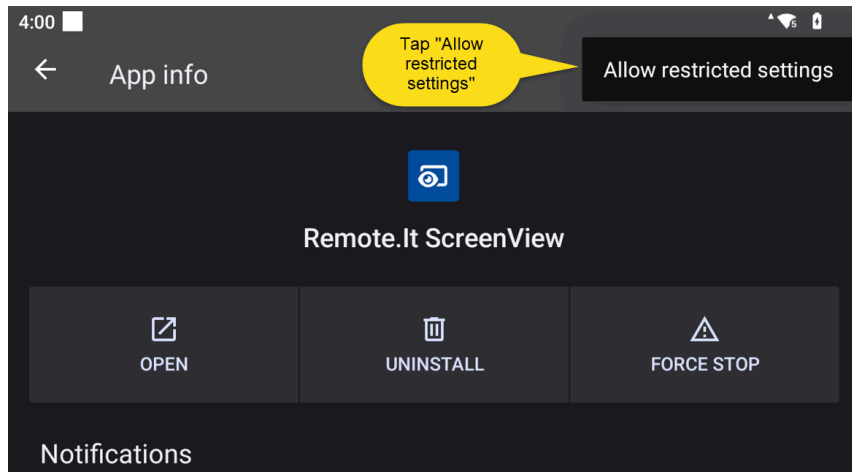 4:00
5
App info
Tap "Allow
restricted
settings"
Allow restricted settings
Remote.It ScreenView
OPEN
UNINSTALL
FORCE STOP
Notifications